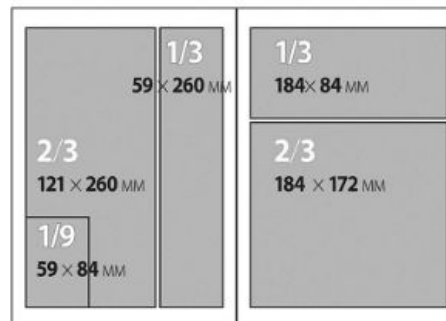 1/3
59 × 260 мм
2/3
121 × 260 мм
1/9
59 × 84 мм
1/3
184× 84 мм
2/3
184 × 172 мм